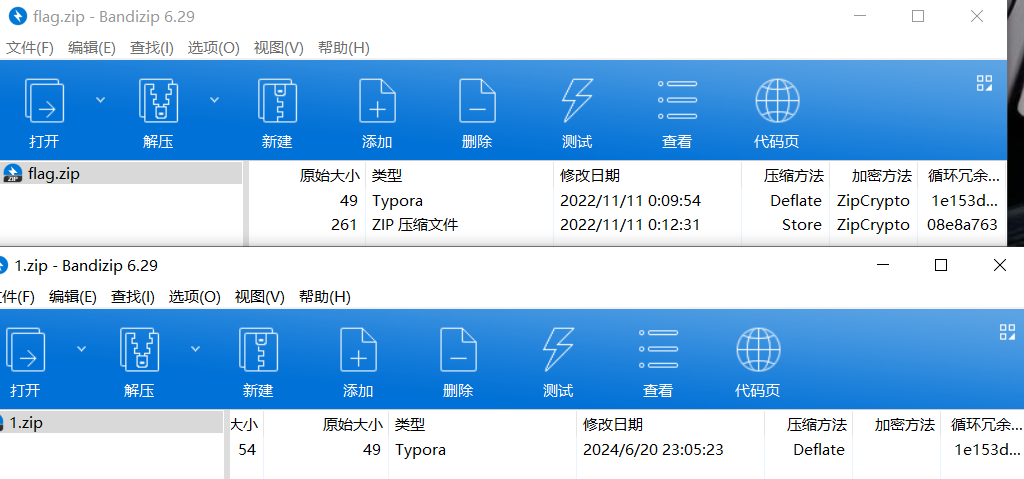 flag.zip - Bandizip 6.29
文件(F) 编辑(E) 查找(I) 选项(O) 视图(V) 帮助(H)
打开 解压 新建 添加 删除 测试 查看 代码页
flag.zip 原始大小 类型 修改日期 压缩方法 加密方法 循环冗余...
49 Typora 2022/11/11 0:09:54 Deflate ZipCrypto 1e153d...
261 ZIP 压缩文件 2022/11/11 0:12:31 Store ZipCrypto 08e8a763
1.zip - Bandizip 6.29
件(F) 编辑(E) 查找(I) 选项(O) 视图(V) 帮助(H)
打开 解压 新建 添加 删除 测试 查看 代码页
1.zip 大小 原始大小 类型 修改日期 压缩方法 加密方法 循环冗余...
54 49 Typora 2024/6/20 23:05:23 Deflate 1e153d...